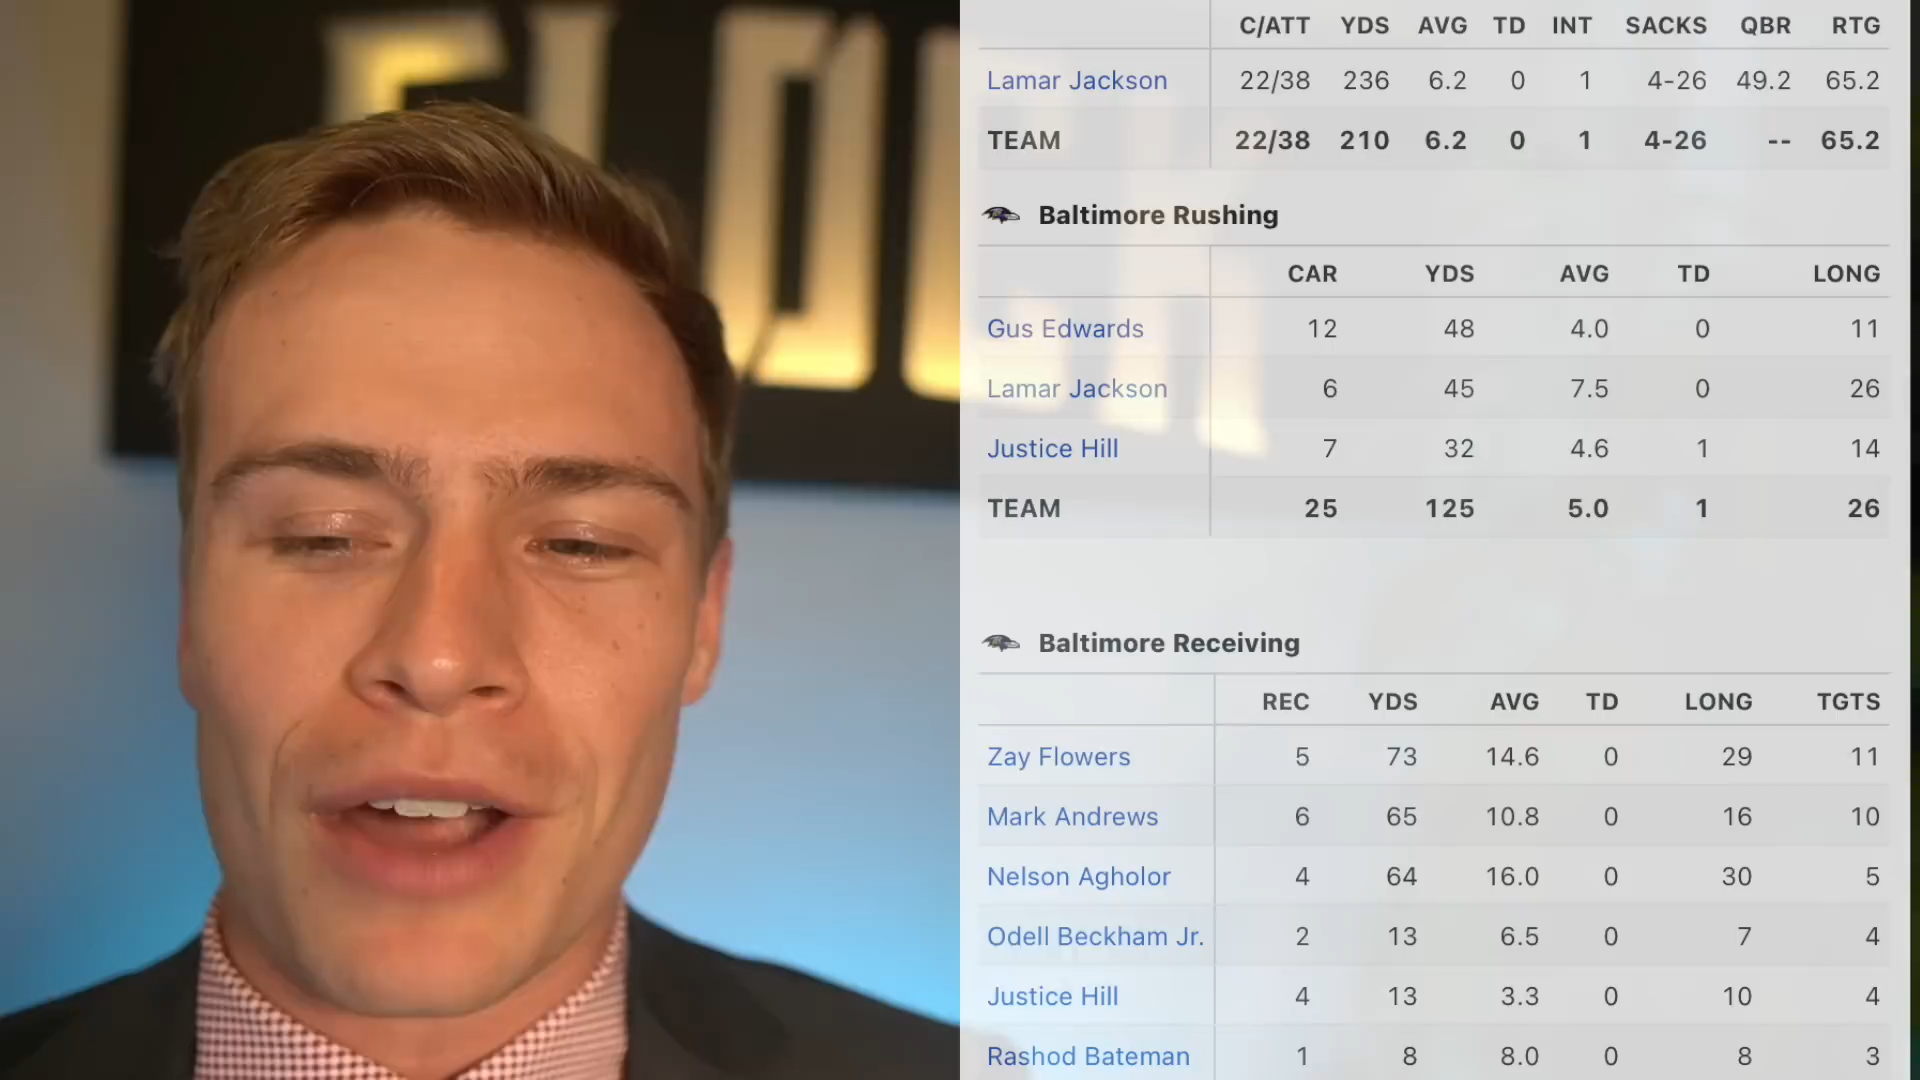 C/ATT YDS AVG TD INT SACKS QBR RTG
Lamar Jackson 22/38 236 6.2 0 1 4-26 49.2 65.2
TEAM 22/38 210 6.2 0 1 4-26 -- 65.2
Baltimore Rushing
CAR YDS AVG TD LONG
Gus Edwards 12 48 4.0 0 11
Lamar Jackson 6 45 7.5 0 26
Justice Hill 7 32 4.6 1 14
TEAM 25 125 5.0 1 26
Baltimore Receiving
REC YDS AVG TD LONG TGTS
Zay Flowers 5 73 14.6 0 29 11
Mark Andrews 6 65 10.8 0 16 10
Nelson Agholor 4 64 16.0 0 30 5
Odell Beckham Jr. 2 13 6.5 0 7 4
Justice Hill 4 13 3.3 0 10 4
Rashod Bateman 1 8 8.0 0 8 3